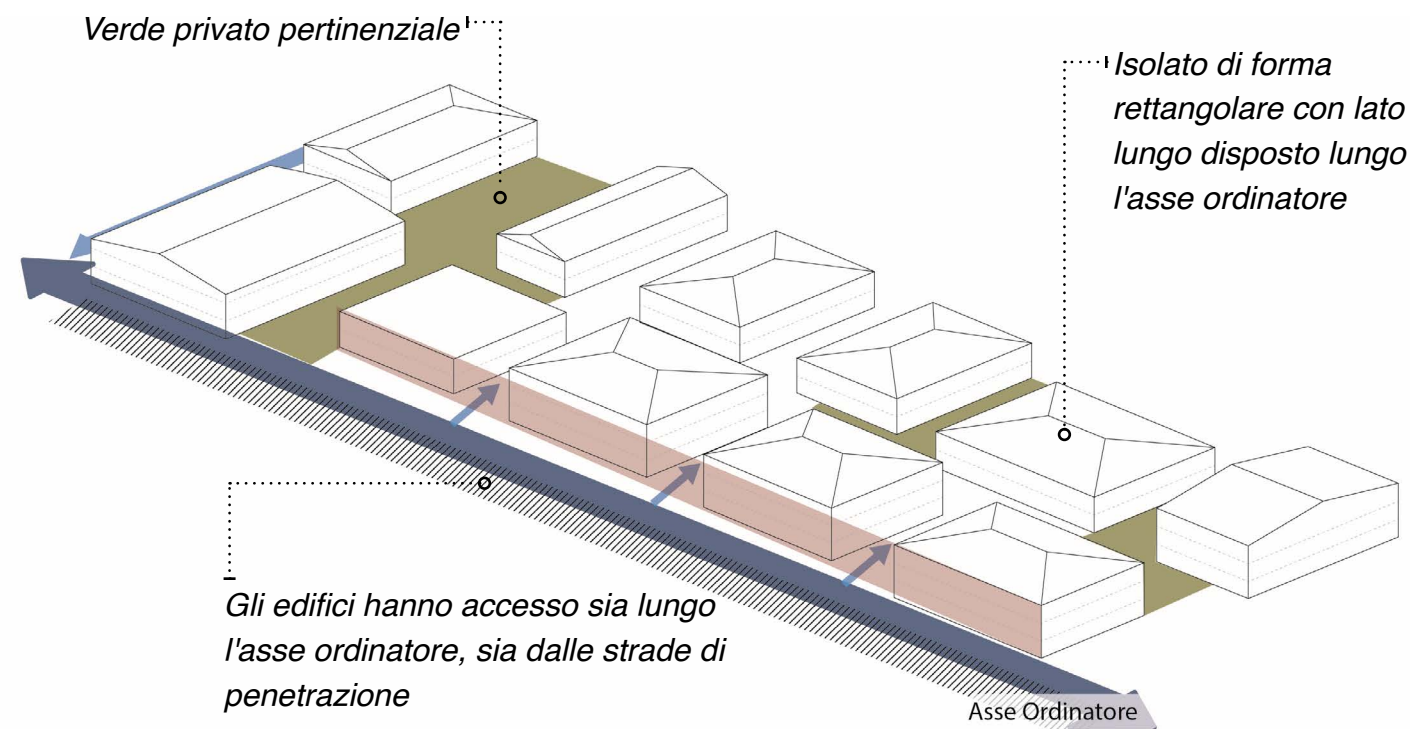 Verde privato pertinenziale
Isolato di forma
rettangolare con lato
lungo disposto lungo
l'asse ordinatore
Gli edifici hanno accesso sia lungo
l'asse ordinatore, sia dalle strade di
penetrazione
Asse Ordinatore